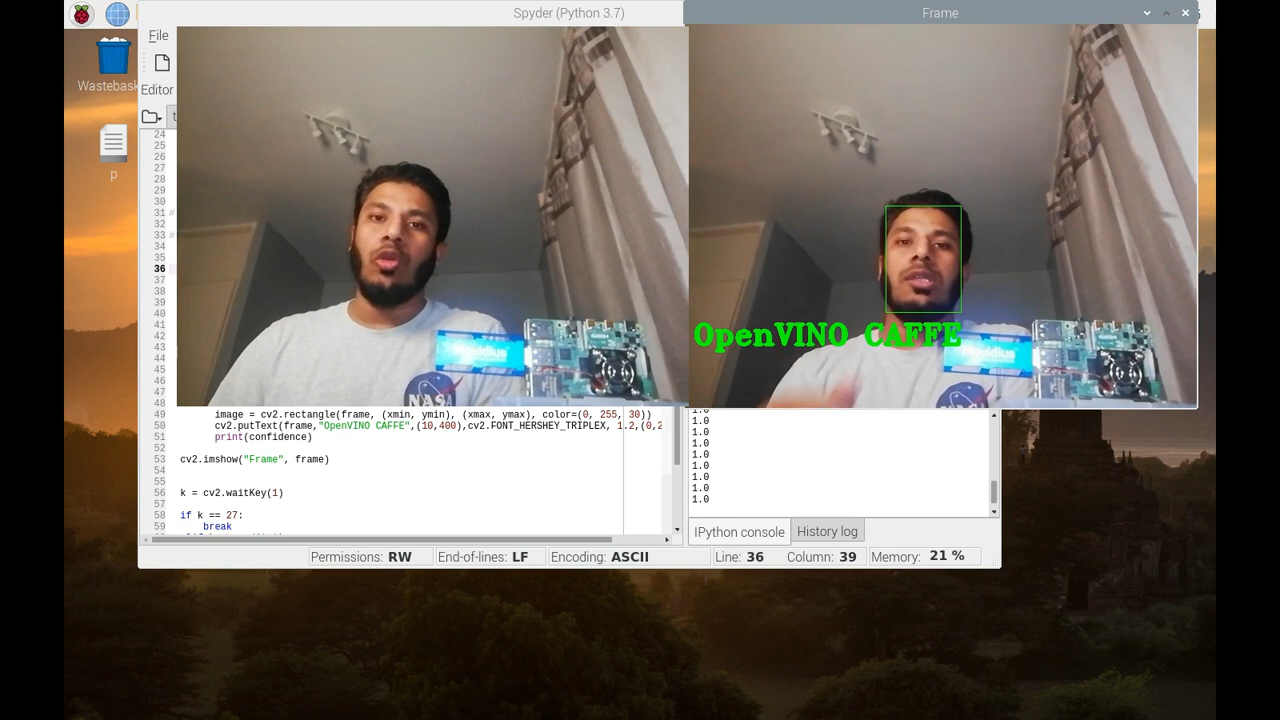 Spyder (Python 3.7)
Frame
File
Wastebask
Editor
t
p
24
25
26
27
28
29
30
31 #
32
33 #
34
35
36
37
38
39
40
41
42
43
44
45
46
47
48
OpenVINO CAFFE
NASA
NASA
49 image = cv2.rectangle(frame, (xmin, ymin), (xmax, ymax), color=(0, 255, 30))
50 cv2.putText(frame,"OpenVINO CAFFE",(10,400),cv2.FONT_HERSHEY_TRIPLEX, 1.2,(0,2
51 print(confidence)
52
53 cv2.imshow("Frame", frame)
54
55
56 k = cv2.waitKey(1)
57
58 if k == 27:
59 break
1.0
1.0
1.0
1.0
1.0
1.0
1.0
1.0
1.0
IPython console
History log
Permissions: RW
End-of-lines: LF
Encoding: ASCII
Line: 36
Column: 39
Memory: 21 %